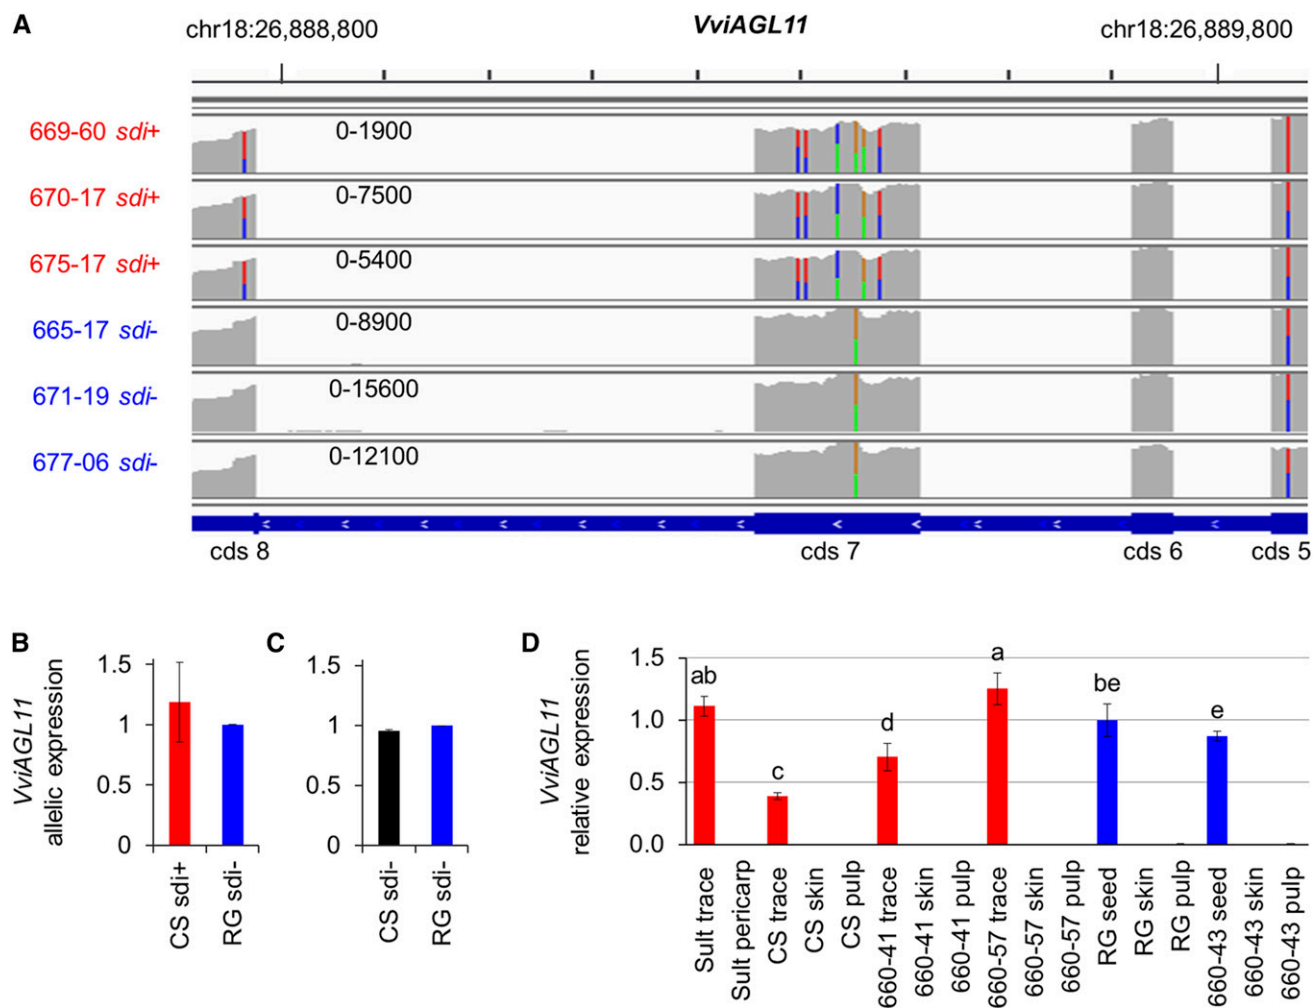 A
chr18:26,888,800
VviAGL11
chr18:26,889,800
669-60 sdi+
0-1900
670-17 sdi+
0-7500
675-17 sdi+
0-5400
665-17 sdi-
0-8900
671-19 sdi-
0-15600
677-06 sdi-
0-12100
cds 8
cds 7
cds 6
cds 5
B
VviAGL11
allelic expression
1.5
1
0.5
0
CS sdi+
RG sdi-
C
1.5
1
0.5
0
CS sdi-
RG sdi-
D
VviAGL11
relative expression
1.5
1.0
0.5
0.0
ab
c
d
a
be
e
Sult trace
Sult pericarp
CS trace
CS skin
CS pulp
660-41 trace
660-41 skin
660-41 pulp
660-57 trace
660-57 skin
660-57 pulp
RG seed
RG skin
RG pulp
660-43 seed
660-43 skin
660-43 pulp